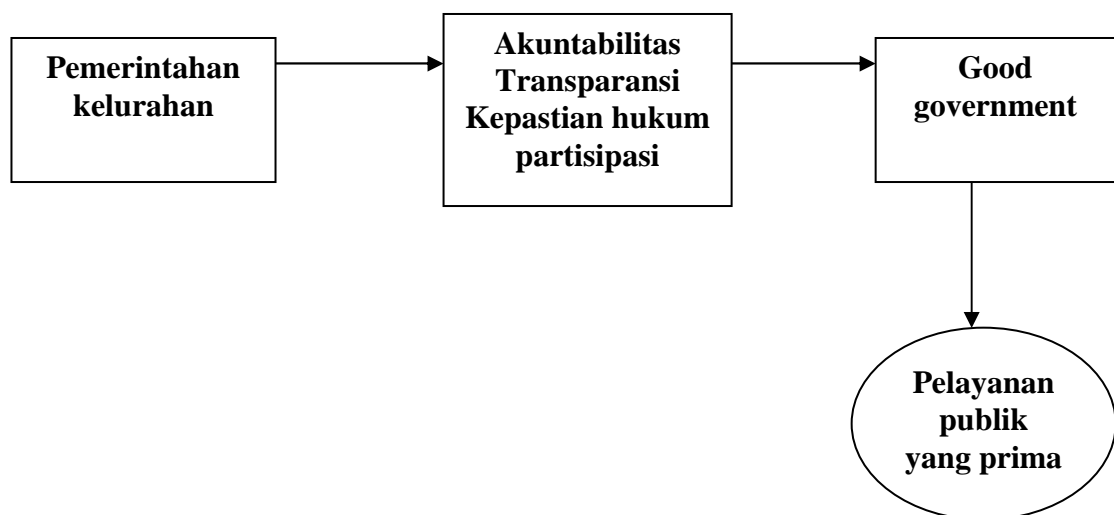 Pemerintahan
kelurahan
Akuntabilitas
Transparansi
Kepastian hukum
partisipasi
Good
government
Pelayanan
publik
yang prima